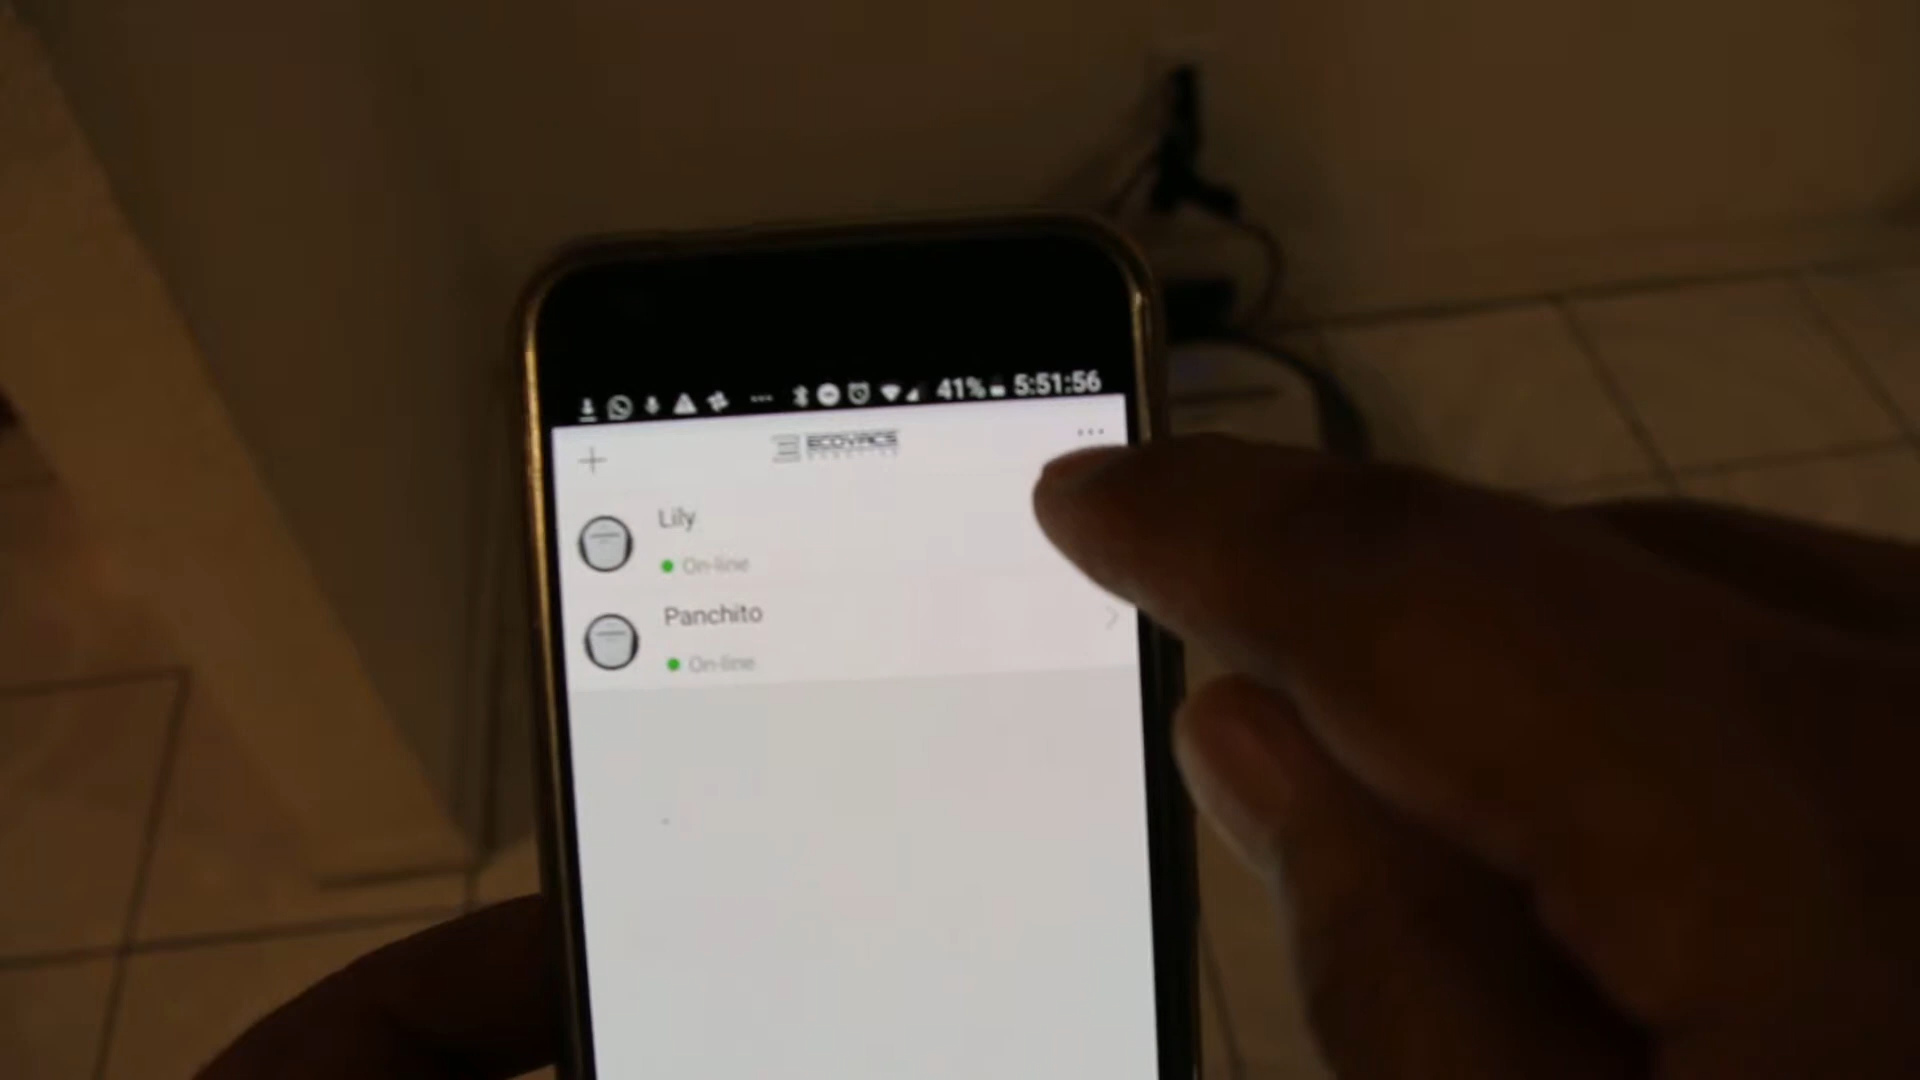 41% 5:51:56
ECOVACS
Lily
On-line
Panchito
On-line